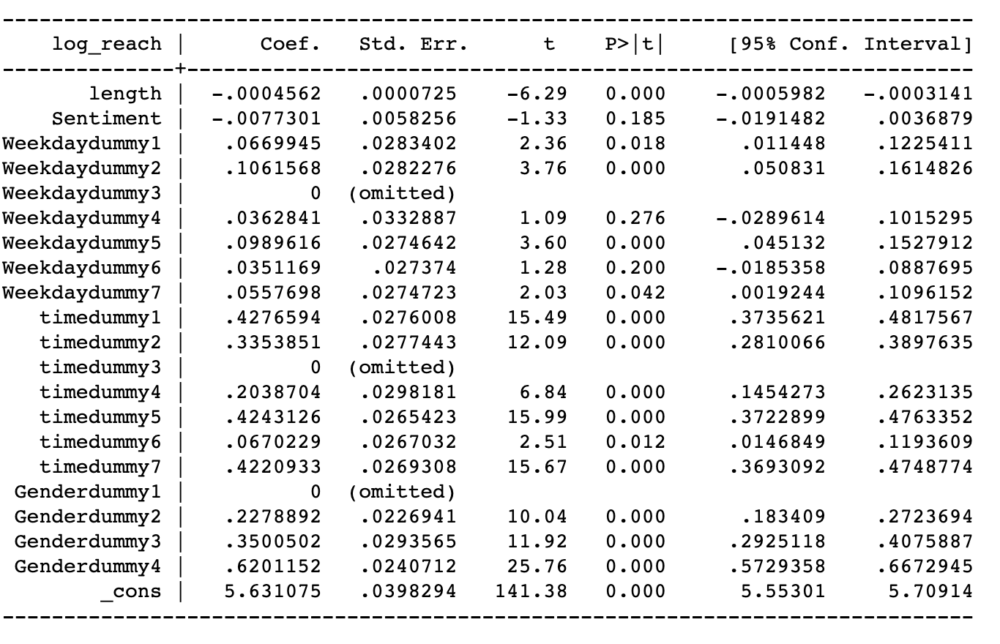 log_reach | Coef. Std. Err. t P>|t| [95% Conf. Interval]
length | -.0004562 .0000725 -6.29 0.000 -.0005982 -.0003141
Sentiment | -.0077301 .0058256 -1.33 0.185 -.0191482 .0036879
Weekdaydummy1 | .0669945 .0283402 2.36 0.018 .011448 .1225411
Weekdaydummy2 | .1061568 .0282276 3.76 0.000 .050831 .1614826
Weekdaydummy3 | 0 (omitted)
Weekdaydummy4 | .0362841 .0332887 1.09 0.276 -.0289614 .1015295
Weekdaydummy5 | .0989616 .0274642 3.60 0.000 .045132 .1527912
Weekdaydummy6 | .0351169 .027374 1.28 0.200 -.0185358 .0887695
Weekdaydummy7 | .0557698 .0274723 2.03 0.042 .0019244 .1096152
timedummy1 | .4276594 .0276008 15.49 0.000 .3735621 .4817567
timedummy2 | .3353851 .0277443 12.09 0.000 .2810066 .3897635
timedummy3 | 0 (omitted)
timedummy4 | .2038704 .0298181 6.84 0.000 .1454273 .2623135
timedummy5 | .4243126 .0265423 15.99 0.000 .3722899 .4763352
timedummy6 | .0670229 .0267032 2.51 0.012 .0146849 .1193609
timedummy7 | .4220933 .0269308 15.67 0.000 .3693092 .4748774
Genderdummy1 | 0 (omitted)
Genderdummy2 | .2278892 .0226941 10.04 0.000 .183409 .2723694
Genderdummy3 | .3500502 .0293565 11.92 0.000 .2925118 .4075887
Genderdummy4 | .6201152 .0240712 25.76 0.000 .5729358 .6672945
_cons | 5.631075 .0398294 141.38 0.000 5.55301 5.70914